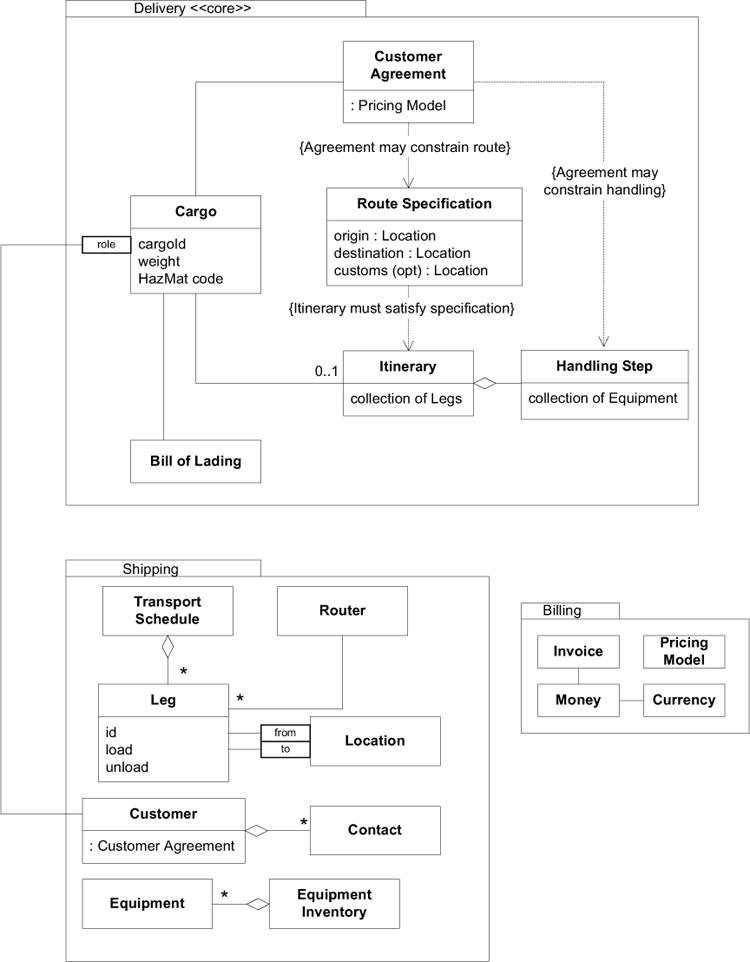 Delivery <<core>>
Customer
Agreement
: Pricing Model
{Agreement may constrain route}
{Agreement may
constrain handling}
Cargo
role
cargoId
weight
HazMat code
Route Specification
origin : Location
destination : Location
customs (opt) : Location
{Itinerary must satisfy specification}
0..1
Itinerary
collection of Legs
Handling Step
collection of Equipment
Bill of Lading
Shipping
Transport
Schedule
Router
*
*
Leg
id
load
unload
from
to
Location
Customer
: Customer Agreement
*
Contact
Equipment
*
Equipment
Inventory
Billing
Invoice
Pricing
Model
Money
Currency